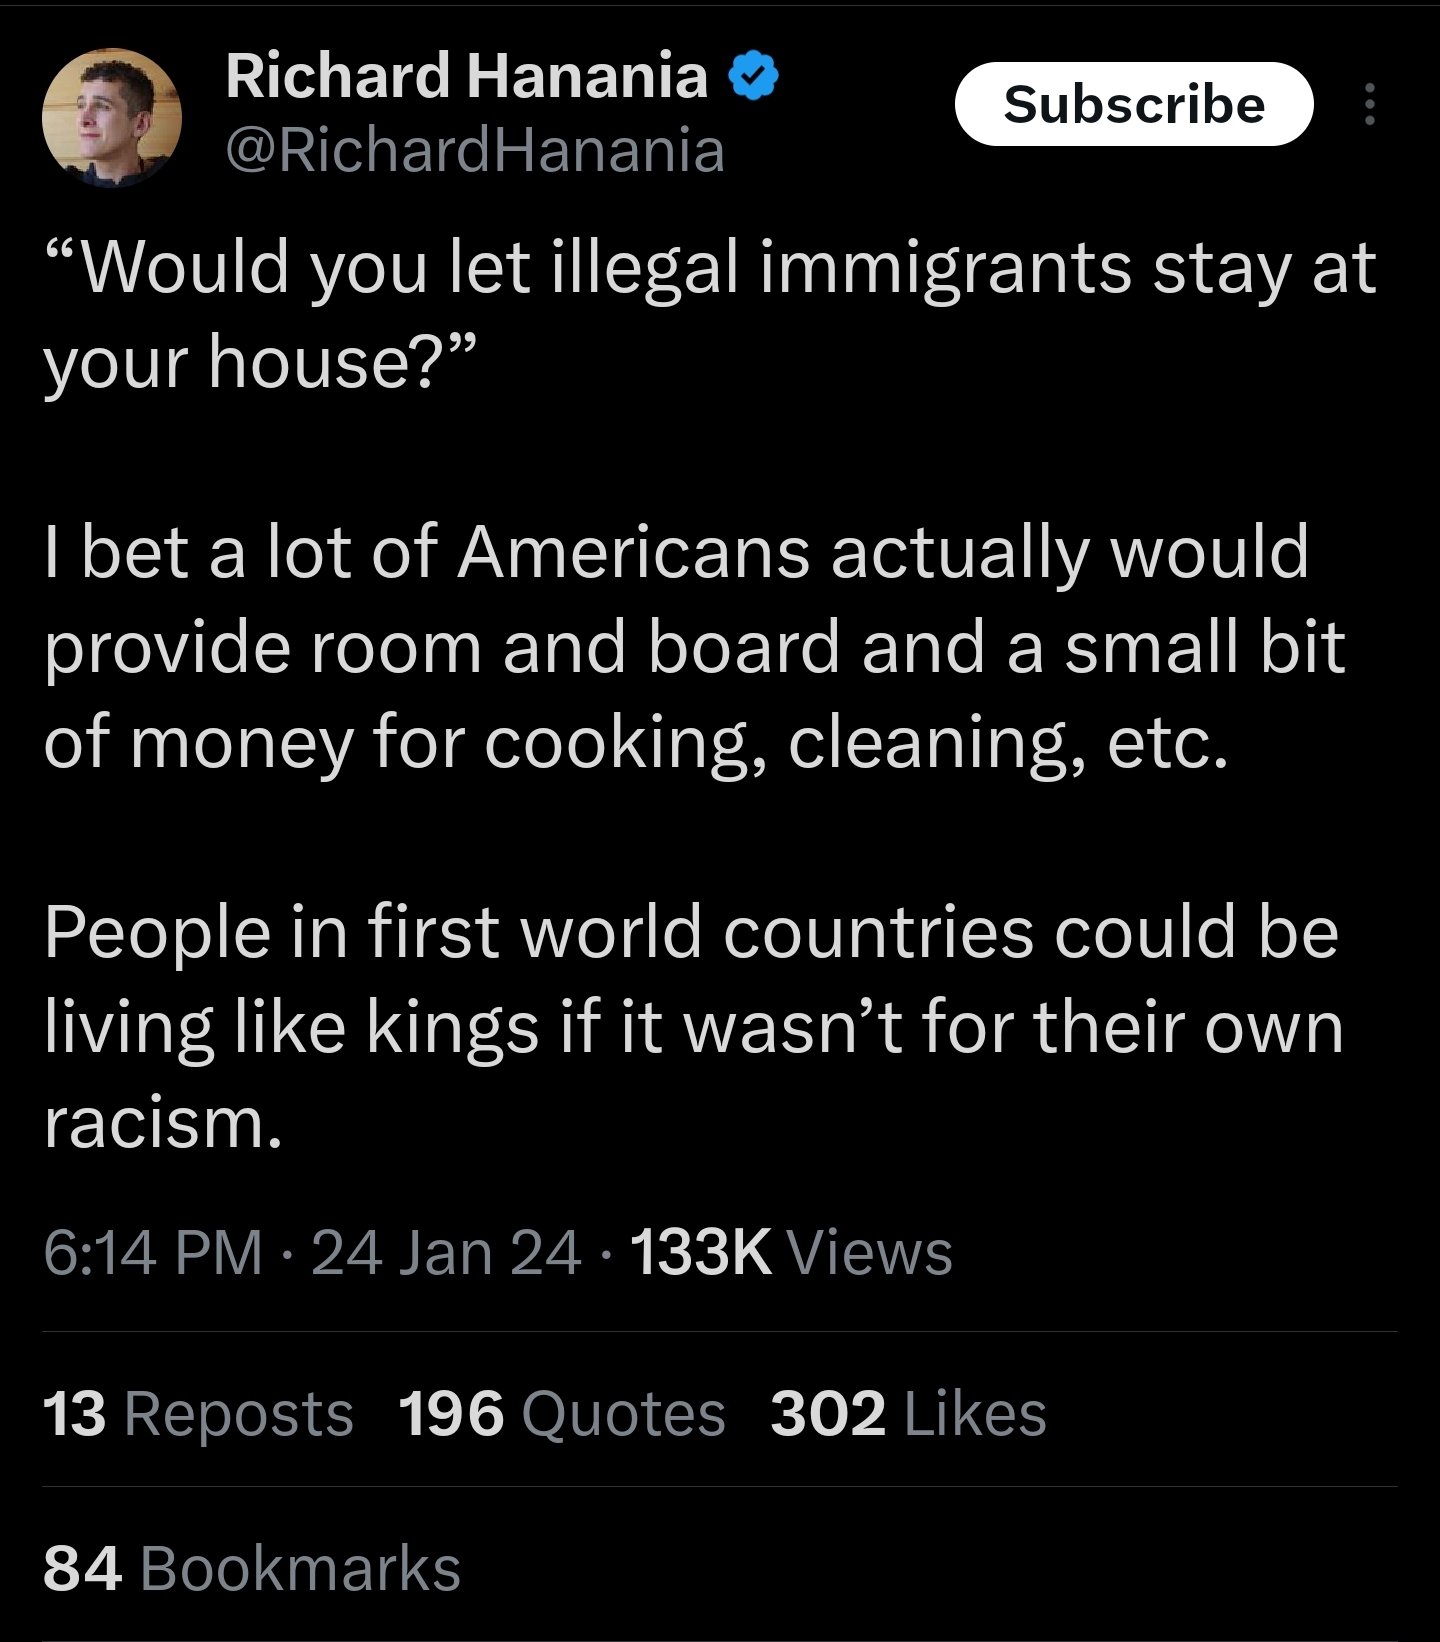 Richard Hanania
@RichardHanania
Subscribe
“Would you let illegal immigrants stay at
your house?”
I bet a lot of Americans actually would
provide room and board and a small bit
of money for cooking, cleaning, etc.
People in first world countries could be
living like kings if it wasn’t for their own
racism.
6:14 PM · 24 Jan 24 · 133K Views
13 Reposts 196 Quotes 302 Likes
84 Bookmarks